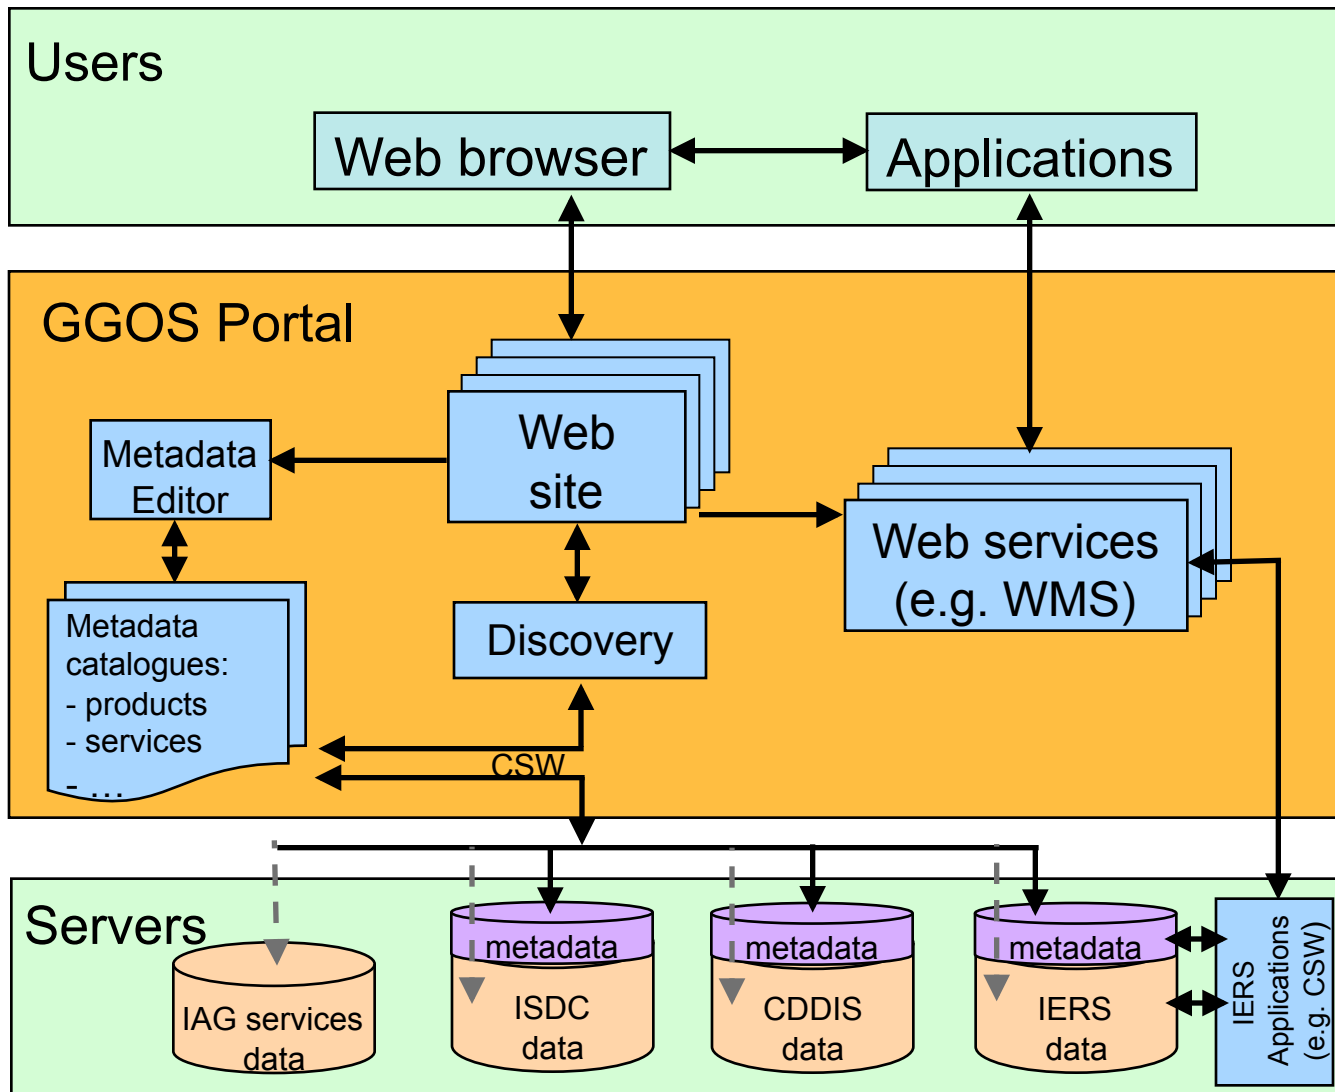 Users
Web browser
Applications
GGOS Portal
Metadata
Editor
Web
site
Web services
(e.g. WMS)
Metadata
catalogues:
- products
- services
- ...
Discovery
CSW
Servers
IAG services
data
metadata
ISDC
data
metadata
CDDIS
data
metadata
IERS
data
IERS
Applications
(e.g. CSW)